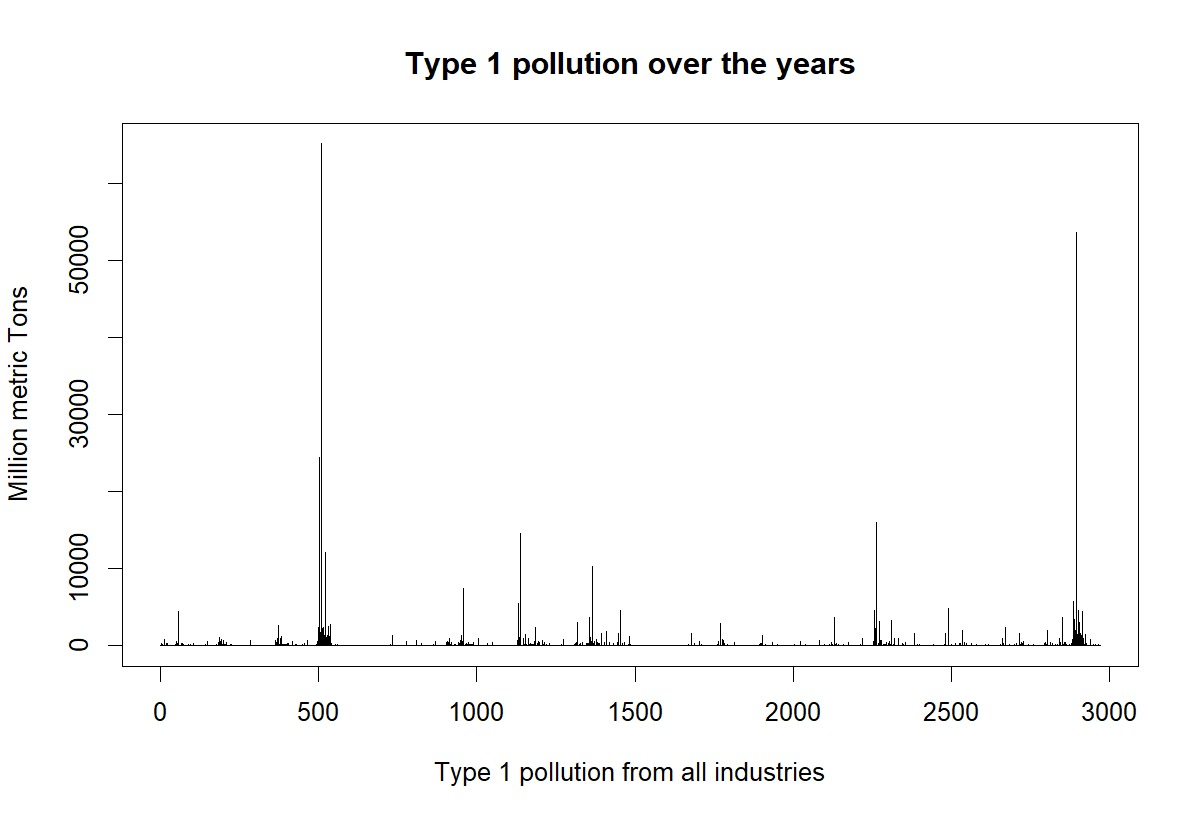 Type 1 pollution over the years
Million metric Tons
50000
30000
10000
0
0 500 1000 1500 2000 2500 3000
Type 1 pollution from all industries